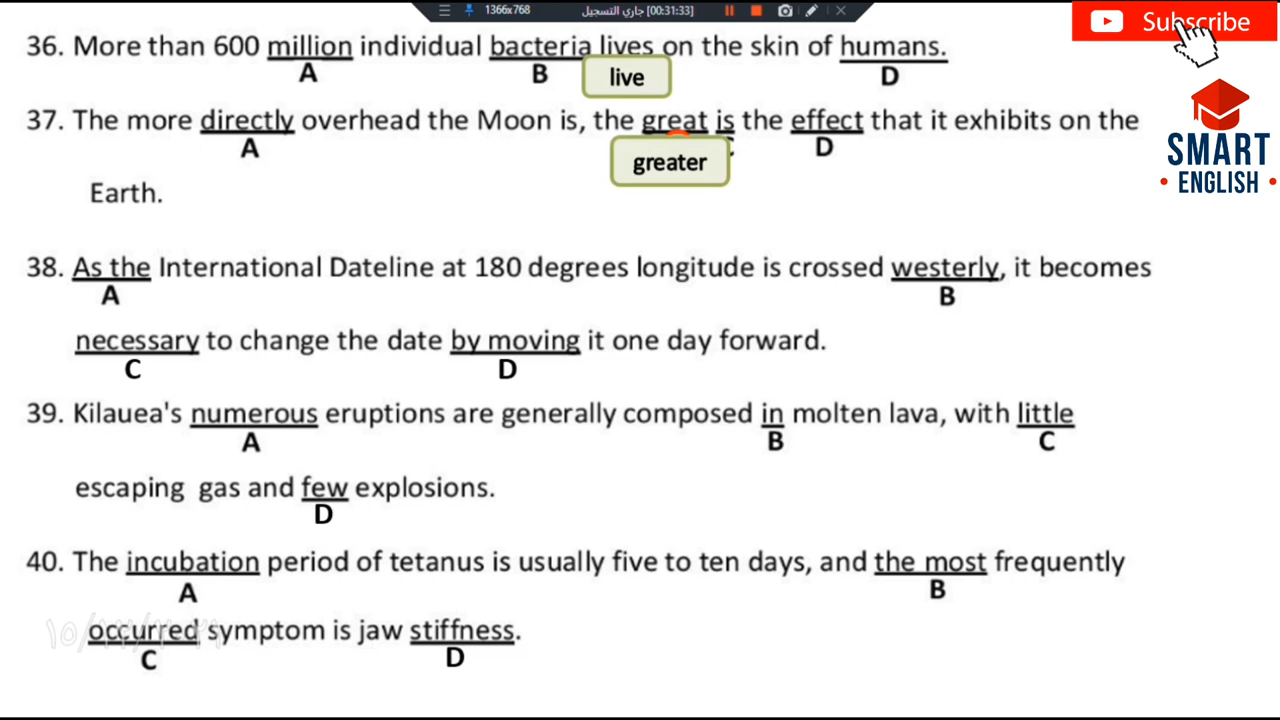 1366x768 جاري التسجيل [00:31:33]
Subscribe
36. More than 600 million individual bacteria lives on the skin of humans.
A B D
live
37. The more directly overhead the Moon is, the great is the effect that it exhibits on the
A D
greater
Earth.
SMART
• ENGLISH •
38. As the International Dateline at 180 degrees longitude is crossed westerly, it becomes
A B
necessary to change the date by moving it one day forward.
C D
39. Kilauea's numerous eruptions are generally composed in molten lava, with little
A B C
escaping gas and few explosions.
D
40. The incubation period of tetanus is usually five to ten days, and the most frequently
A B
occurred symptom is jaw stiffness.
C D